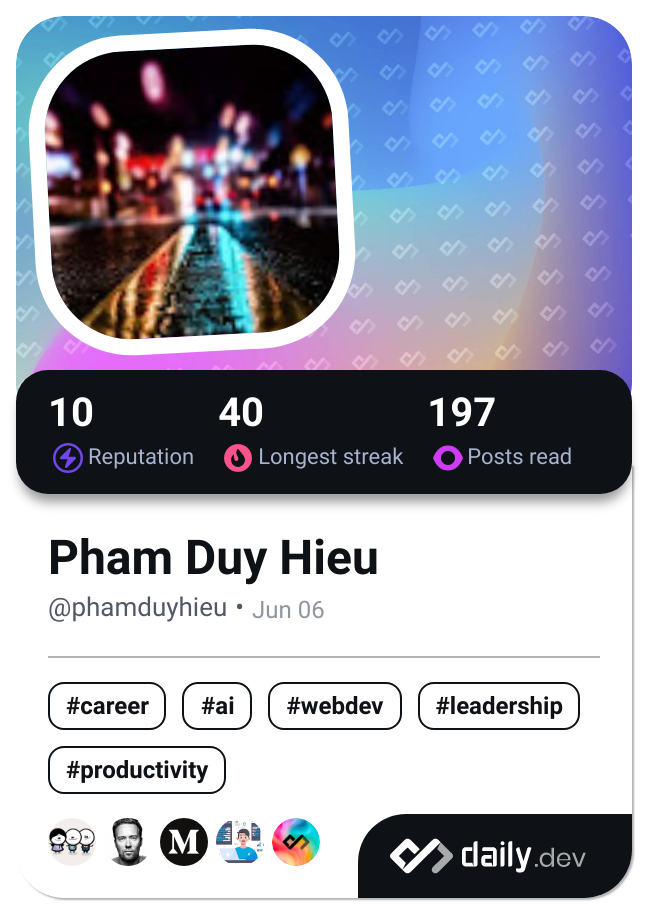 10 40 197
Reputation Longest streak Posts read
Pham Duy Hieu
@phamduyhieu • Jun 06
#career #ai #webdev #leadership
#productivity
M
daily.dev